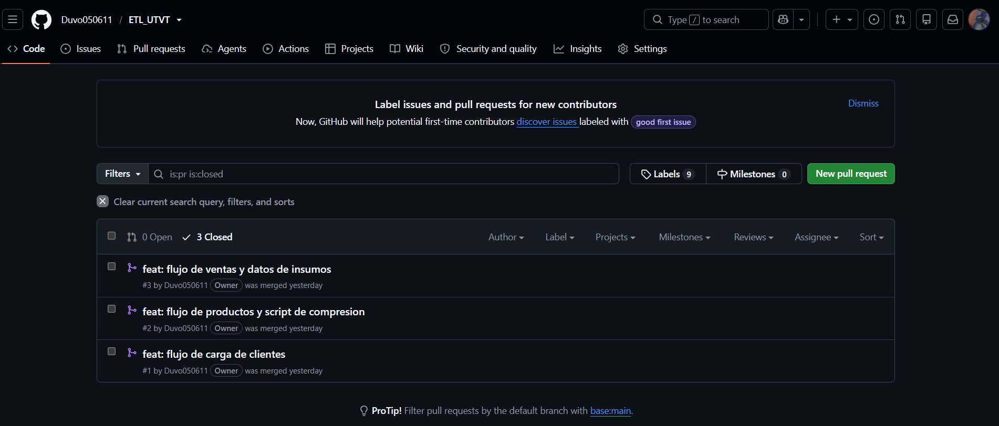 Duvo050611 / ETL_UTVT
Type / to search
Code Issues Pull requests Agents Actions Projects Wiki Security and quality Insights Settings
Label issues and pull requests for new contributors
Dismiss
Now, GitHub will help potential first-time contributors discover issues labeled with good first issue
Filters is:pr is:closed Labels 9 Milestones 0 New pull request
Clear current search query, filters, and sorts
0 Open 3 Closed Author Label Projects Milestones Reviews Assignee Sort
feat: flujo de ventas y datos de insumos
#3 by Duvo050611 Owner was merged yesterday
feat: flujo de productos y script de compresion
#2 by Duvo050611 Owner was merged yesterday
feat: flujo de carga de clientes
#1 by Duvo050611 Owner was merged yesterday
ProTip! Filter pull requests by the default branch with base:main.